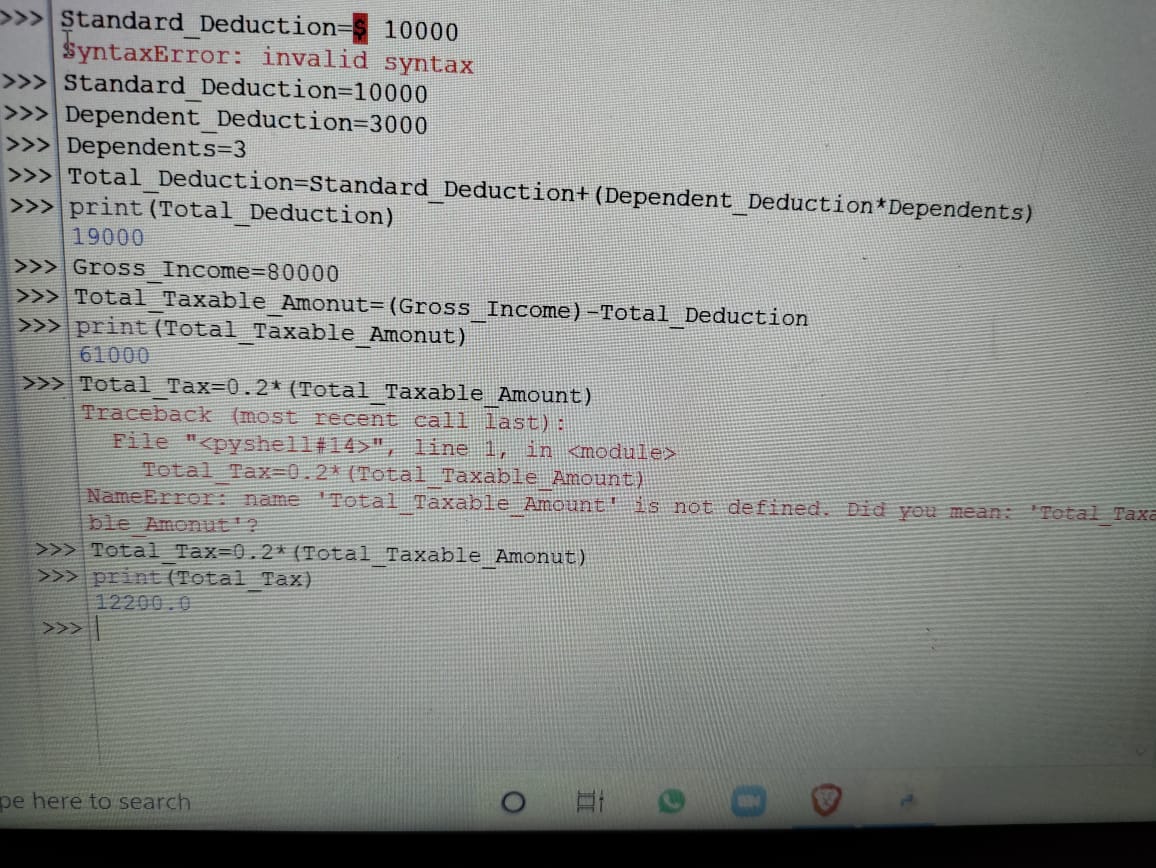 >>> Standard_Deduction=$ 10000
SyntaxError: invalid syntax
>>> Standard_Deduction=10000
>>> Dependent_Deduction=3000
>>> Dependents=3
>>> Total_Deduction=Standard_Deduction+(Dependent_Deduction*Dependents)
>>> print(Total_Deduction)
19000
>>> Gross_Income=80000
>>> Total_Taxable_Amonut=(Gross_Income)-Total_Deduction
>>> print(Total_Taxable_Amonut)
61000
>>> Total_Tax=0.2*(Total_Taxable_Amount)
Traceback (most recent call last):
File "<pyshell#14>", line 1, in <module>
Total_Tax=0.2*(Total_Taxable_Amount)
NameError: name 'Total_Taxable_Amount' is not defined. Did you mean: 'Total_Taxa
ble_Amonut'?
>>> Total_Tax=0.2*(Total_Taxable_Amonut)
>>> print(Total_Tax)
12200.0
>>>
pe here to search